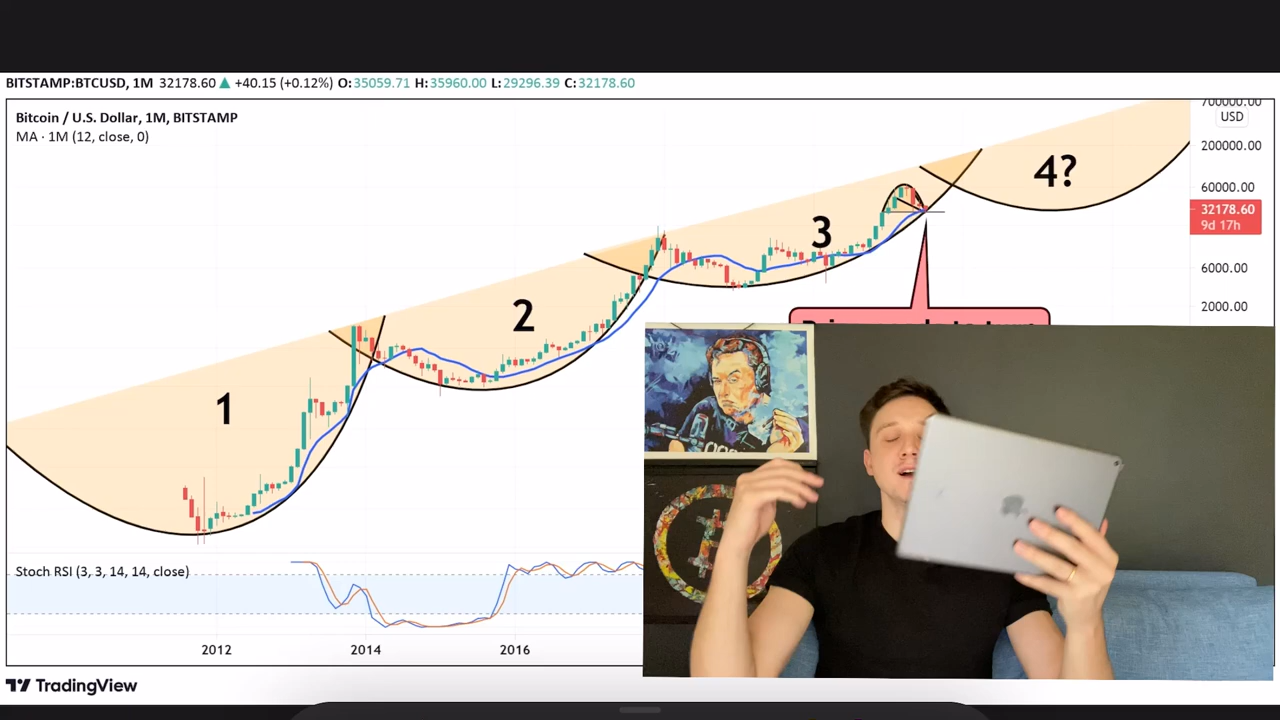 BITSTAMP:BTCUSD, 1M 32178.60 ▲ +40.15 (+0.12%) O:35059.71 H:35960.00 L:29296.39 C:32178.60
700000.00
Bitcoin / U.S. Dollar, 1M, BITSTAMP
USD
MA · 1M (12, close, 0)
200000.00
4?
60000.00
32178.60
9d 17h
3
6000.00
2000.00
2
1
Stoch RSI (3, 3, 14, 14, close)
2012
2014
2016
TradingView